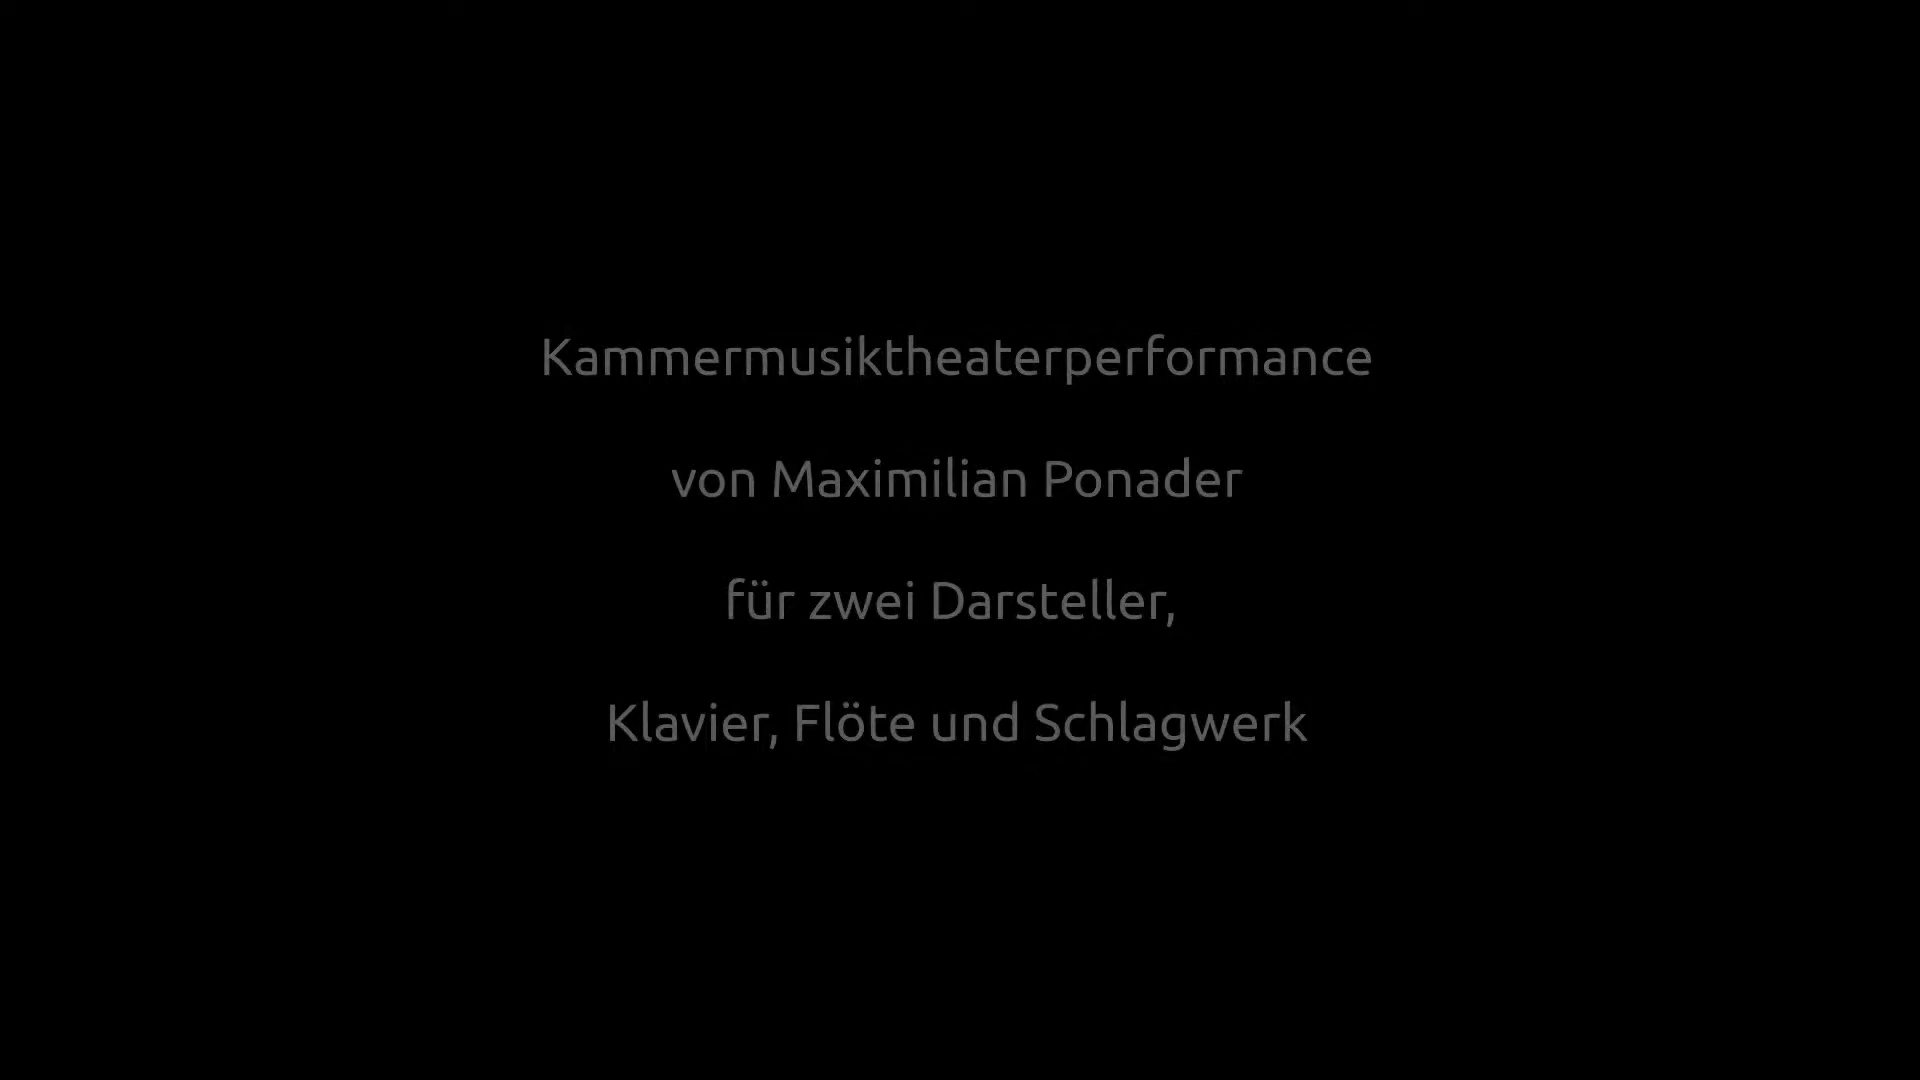 Kammermusiktheaterperformance
von Maximilian Ponader
für zwei Darsteller,
Klavier, Flöte und Schlagwerk